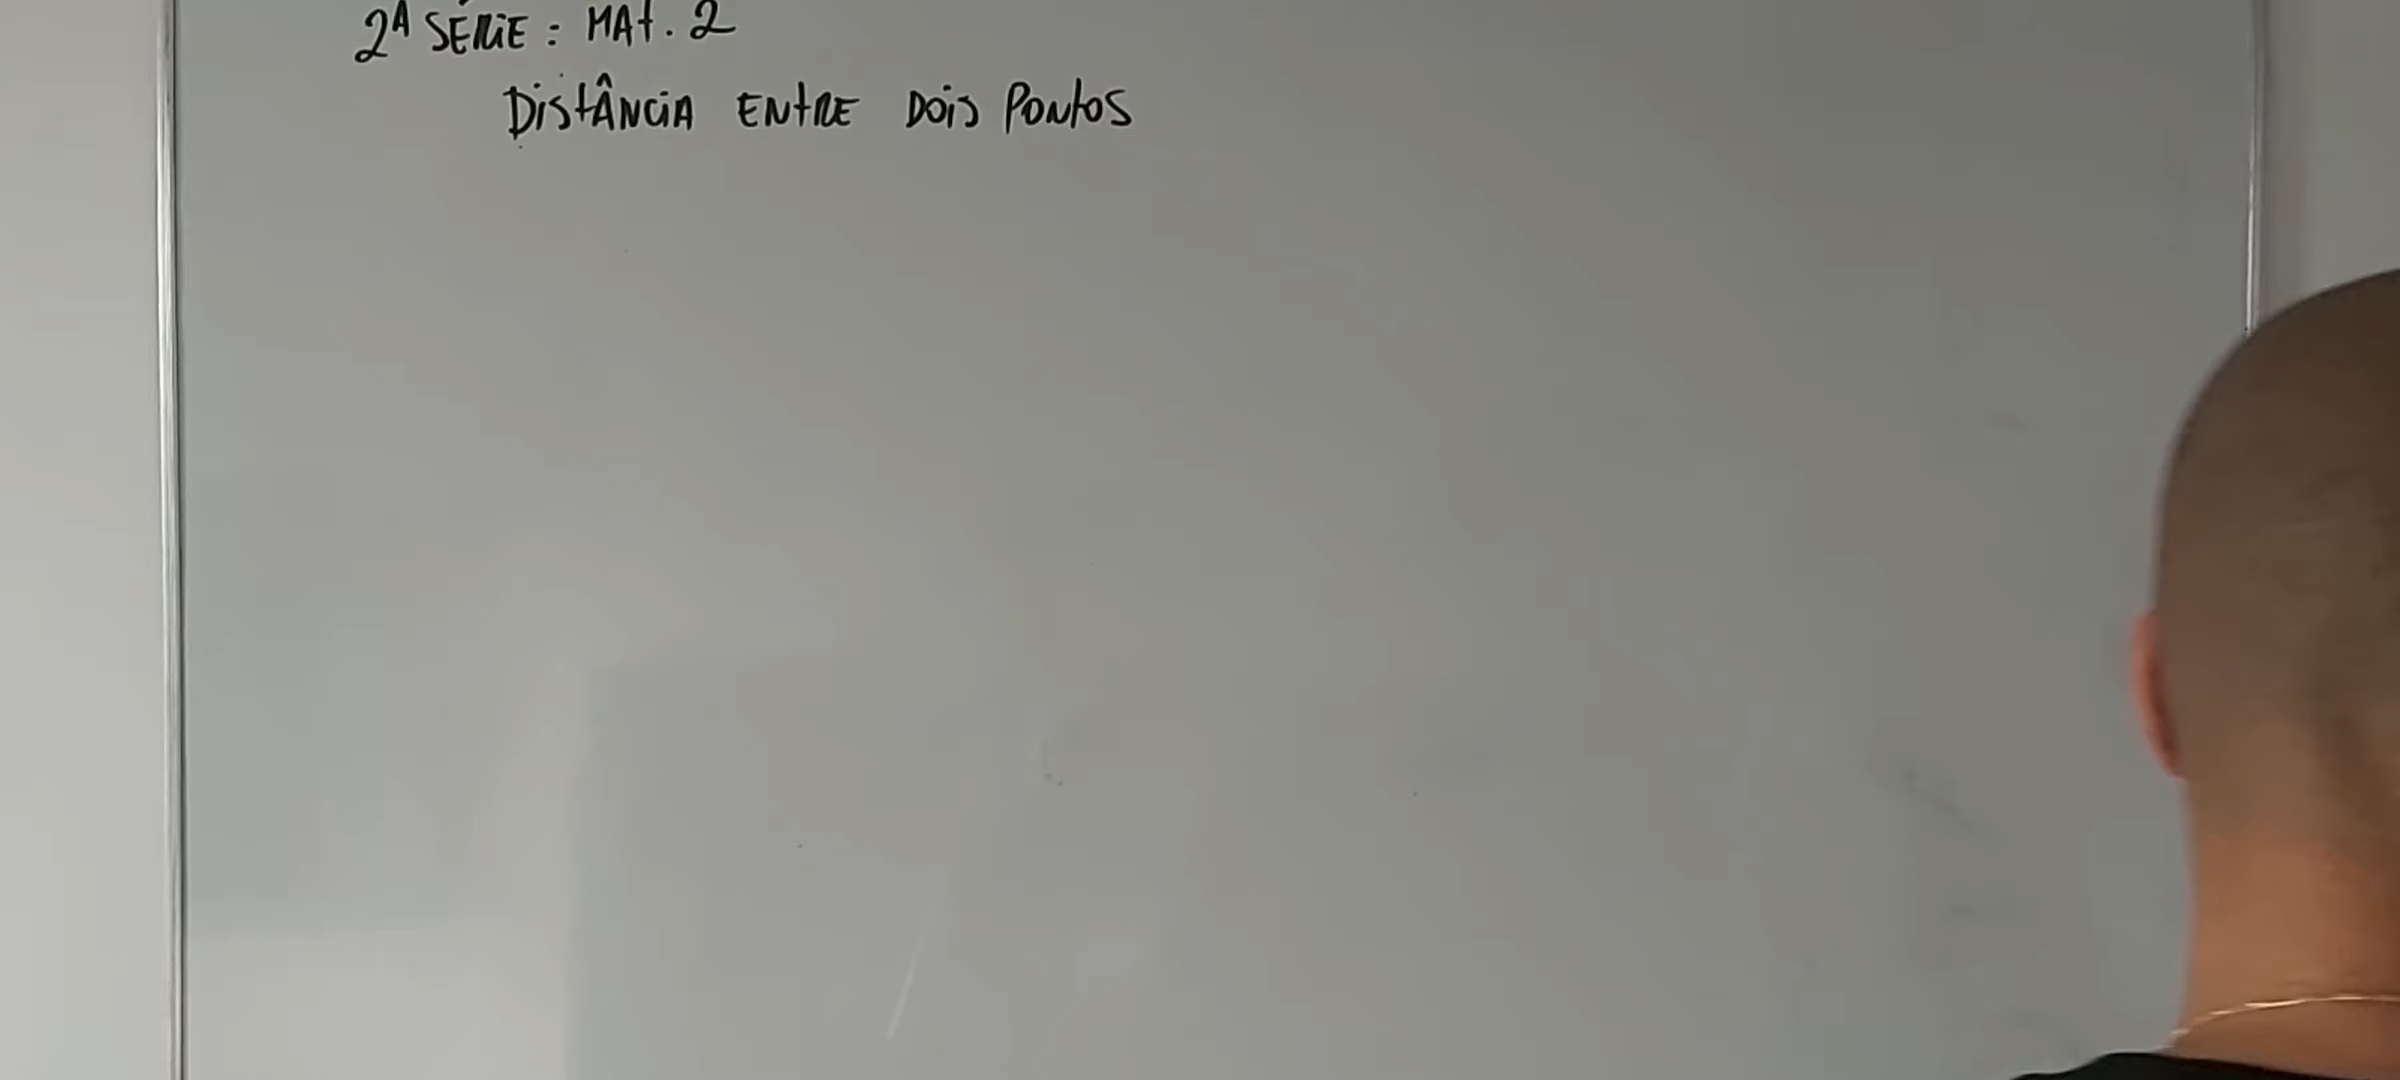 2ª SÉRIE: MAT. 2
DISTÂNCIA ENTRE DOIS PONTOS